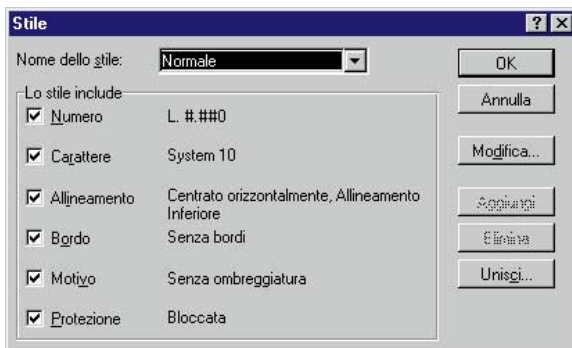 Stile
Nome dello stile: Normale
OK
Annulla
Modifica...
Aggiungi
Elimina
Unisci...
Lo stile include
Numero L. #.##0
Carattere System 10
Allineamento Centrato orizzontalmente, Allineamento
Inferiore
Bordo Senza bordi
Motivo Senza ombreggiatura
Protezione Bloccata